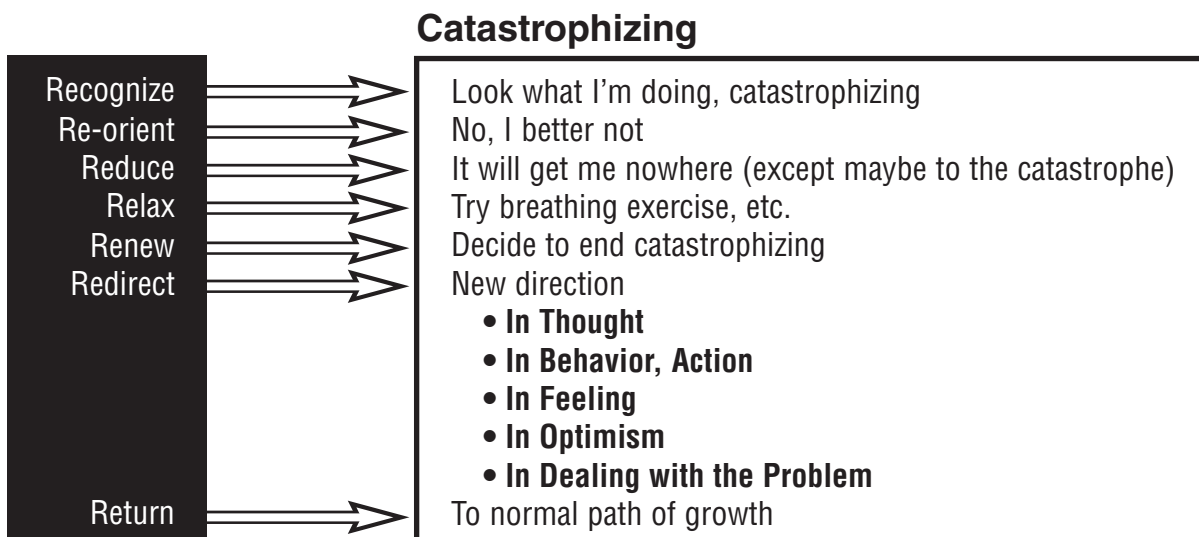 Catastrophizing
Recognize Look what I’m doing, catastrophizing
Re-orient No, I better not
Reduce It will get me nowhere (except maybe to the catastrophe)
Relax Try breathing exercise, etc.
Renew Decide to end catastrophizing
Redirect New direction
• In Thought
• In Behavior, Action
• In Feeling
• In Optimism
• In Dealing with the Problem
Return To normal path of growth